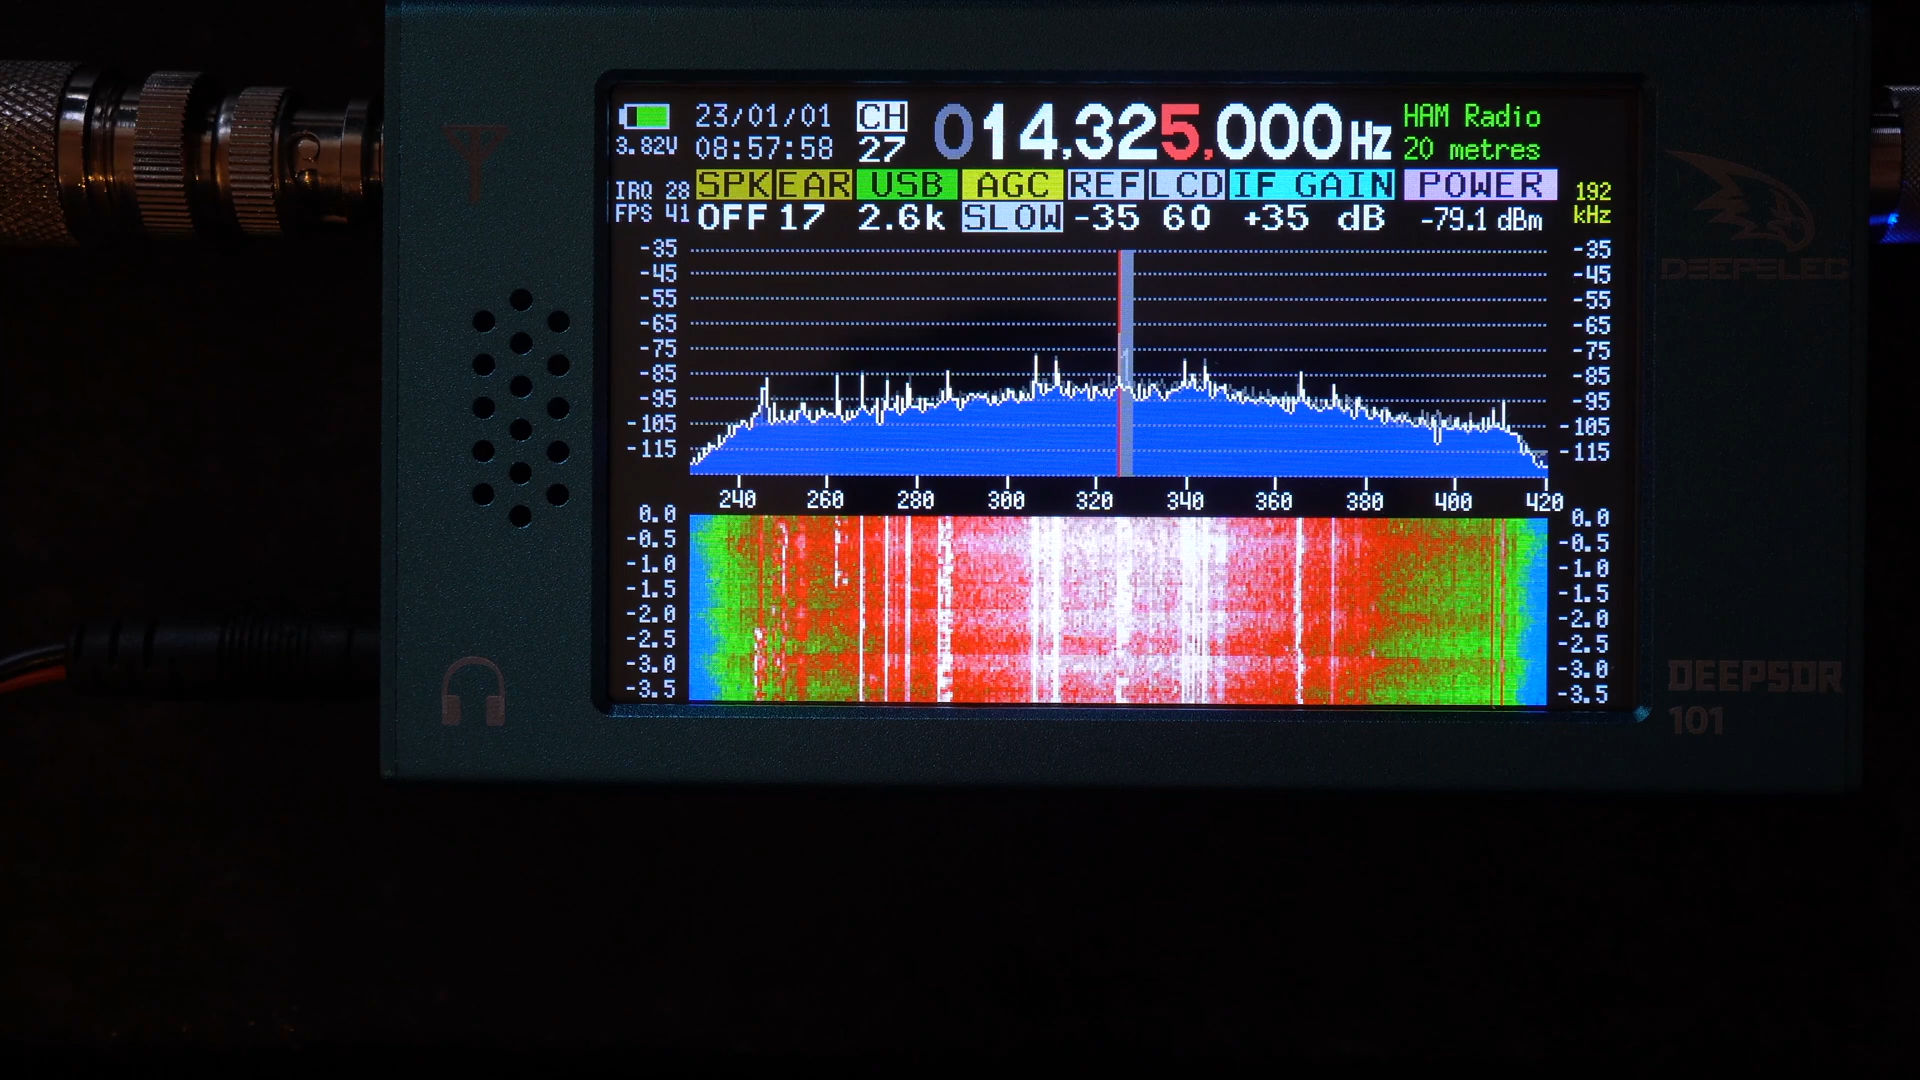 23/01/01 CH 014,325,000 Hz HAM Radio
3.82V 08:57:58 27 20 metres
IRQ 28 SPK EAR USB AGC REF LCD IF GAIN POWER 192
FPS 41 OFF 17 2.6k SLOW -35 60 +35 dB -79.1 dBm kHz
-35 -35
-45 -45
-55 -55
-65 -65
-75 -75
-85 -85
-95 -95
-105 -105
-115 -115
240 260 280 300 320 340 360 380 400 420
0.0 0.0
-0.5 -0.5
-1.0 -1.0
-1.5 -1.5
-2.0 -2.0
-2.5 -2.5
-3.0 -3.0
-3.5 -3.5
DEEPELEC
DEEPSDR
101